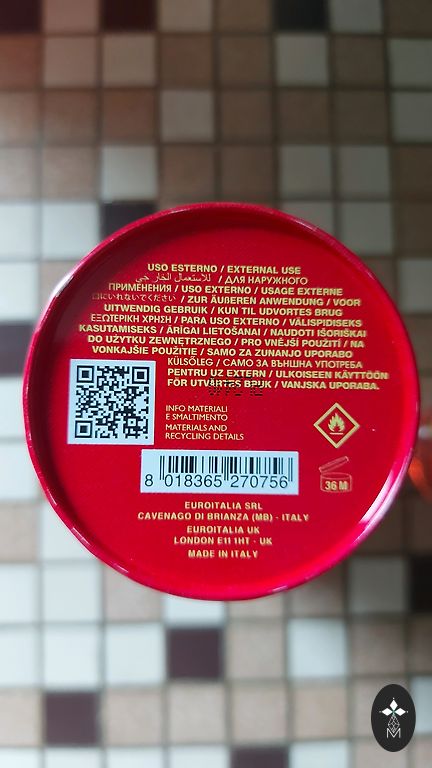 USO ESTERNO / EXTERNAL USE
للاستعمال الخارجي / ДЛЯ НАРУЖНОГО
ПРИМЕНЕНИЯ / USO EXTERNO / USAGE EXTERNE
口にいれないでください / ZUR ÄUßEREN ANWENDUNG / VOOR
UITWENDIG GEBRUIK / KUN TIL UDVORTES BRUG
ΕΞΩΤΕΡΙΚΗ ΧΡΗΣΗ / PARA USO EXTERNO / VÄLISPIDISEKS
KASUTAMISEKS / ĀRĪGAI LIETOŠANAI / NAUDOTI IŠORIŠKAI
DO UŻYTKU ZEWNĘTRZNEGO / PRO VNĚJŠÍ POUŽITÍ / NA
VONKAJŠIE POUŽITIE / SAMO ZA ZUNANJO UPORABO
KÜLSŐLEG / САМО ЗА ВЪНШНА УПОТРЕБА
PENTRU UZ EXTERN / ULKOISEEN KÄYTTÖÖN
FÖR UTVÄRTES BRUK / VANJSKA UPORABA.
INFO MATERIALI
E SMALTIMENTO
MATERIALS AND
RECYCLING DETAILS
36 M
8 018365 270756
EUROITALIA SRL
CAVENAGO DI BRIANZA (MB) - ITALY
EUROITALIA UK
LONDON E11 1HT - UK
MADE IN ITALY